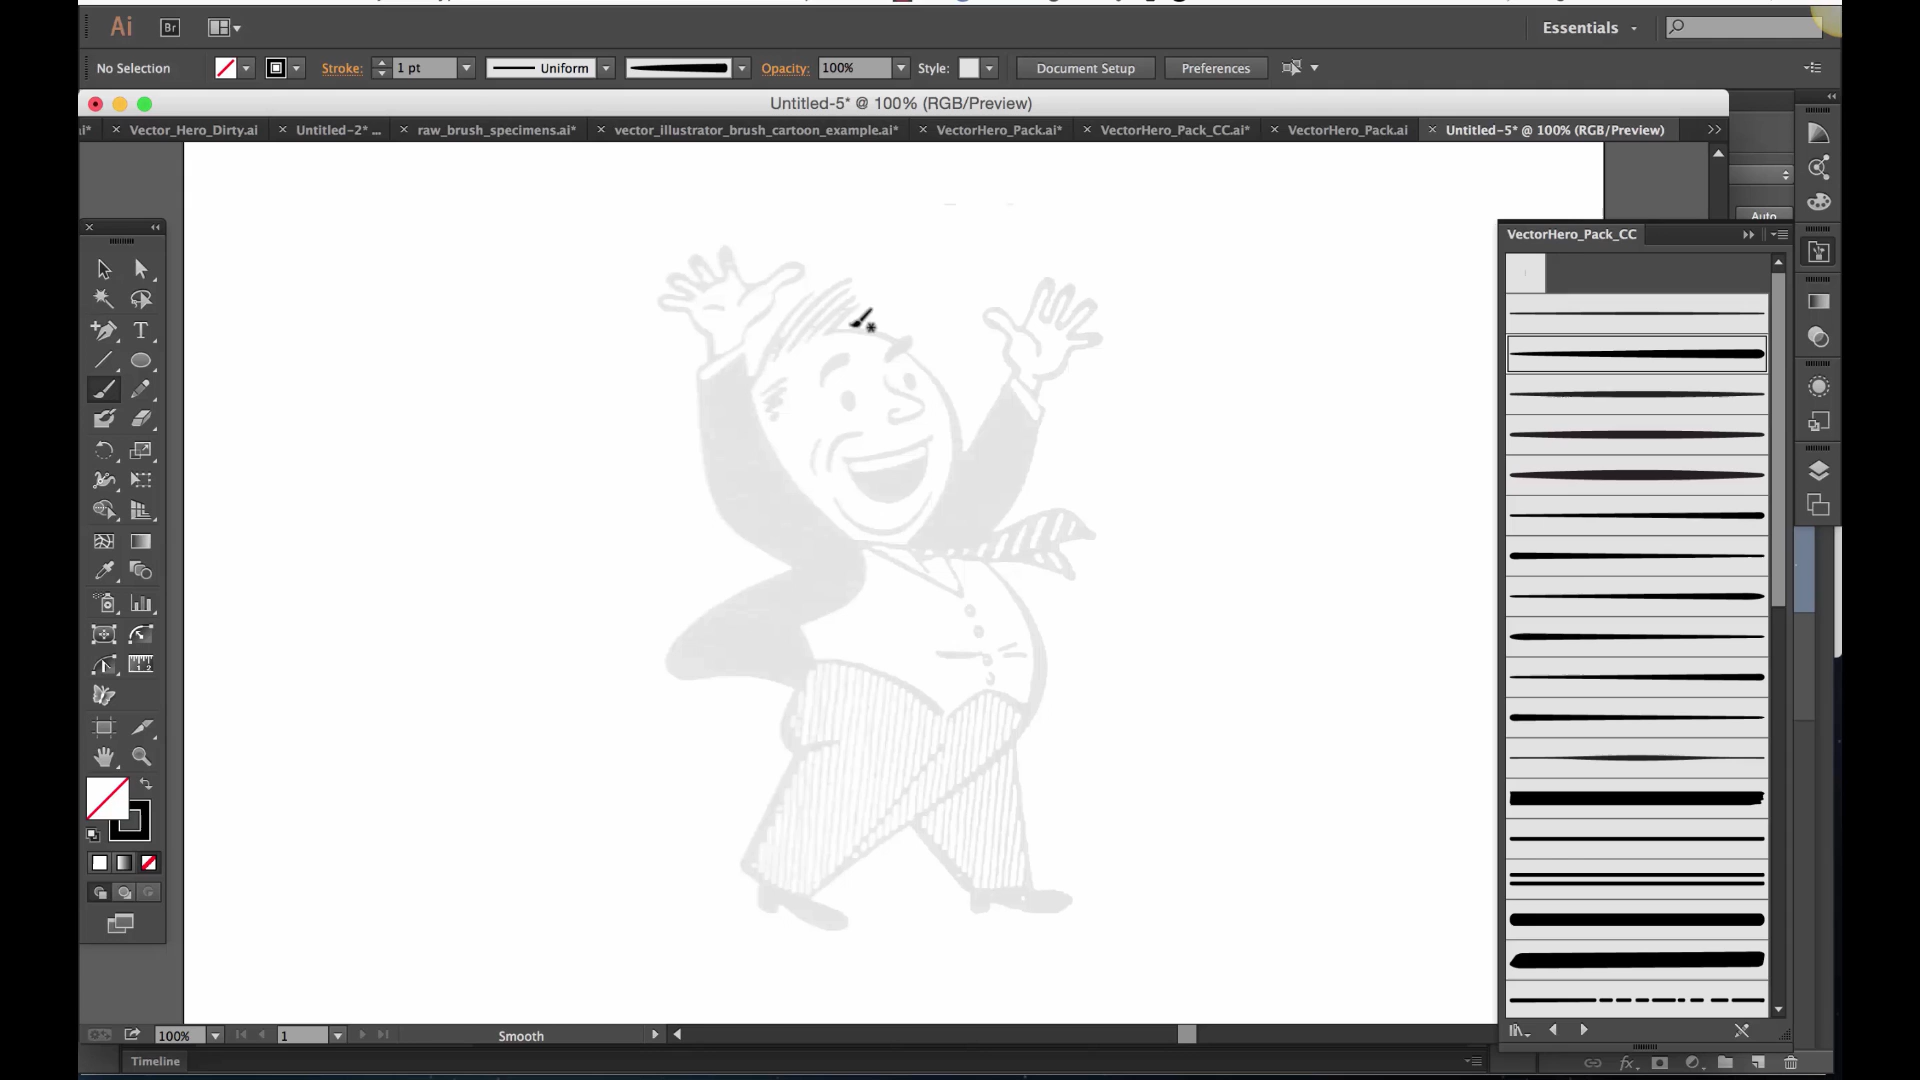 Ai
Br
Essentials
No Selection
Stroke:
1 pt
Uniform
Opacity:
100%
Style:
Document Setup
Preferences
Untitled-5* @ 100% (RGB/Preview)
ai*
Vector_Hero_Dirty.ai
Untitled-2* ...
raw_brush_specimens.ai*
vector_illustrator_brush_cartoon_example.ai*
VectorHero_Pack.ai*
VectorHero_Pack_CC.ai*
VectorHero_Pack.ai
Untitled-5* @ 100% (RGB/Preview)
Auto
VectorHero_Pack_CC
100%
1
Smooth
Timeline
fx